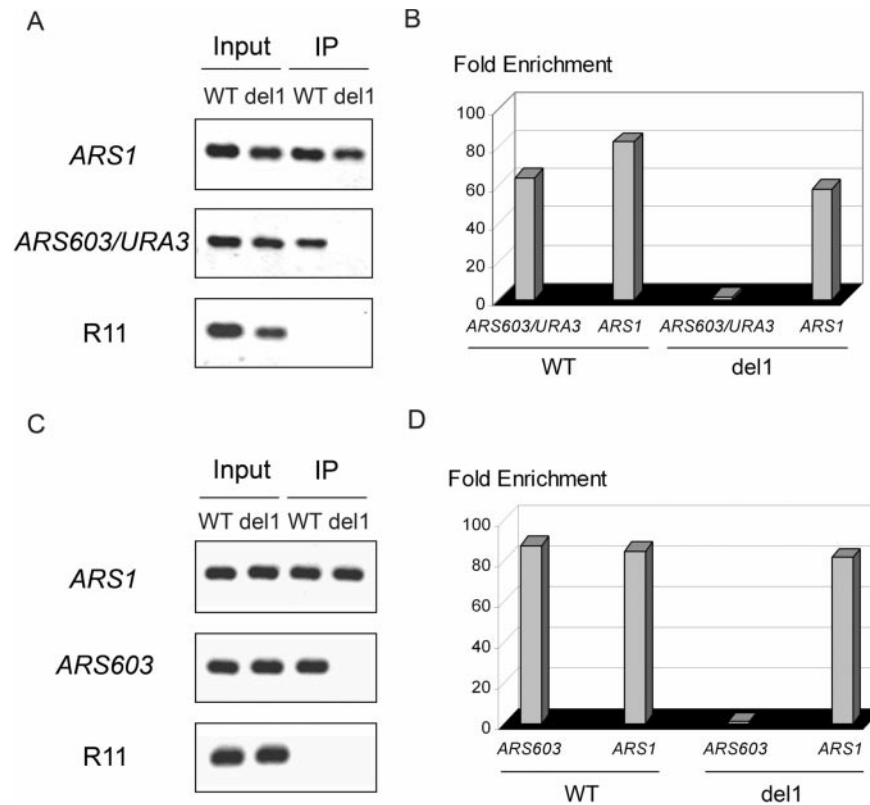 A
Input IP
WT del1 WT del1
ARS1
ARS603/URA3
R11
B
Fold Enrichment
100
80
60
40
20
0
ARS603/URA3 ARS1 ARS603/URA3 ARS1
WT del1
C
Input IP
WT del1 WT del1
ARS1
ARS603
R11
D
Fold Enrichment
100
80
60
40
20
0
ARS603 ARS1 ARS603 ARS1
WT del1